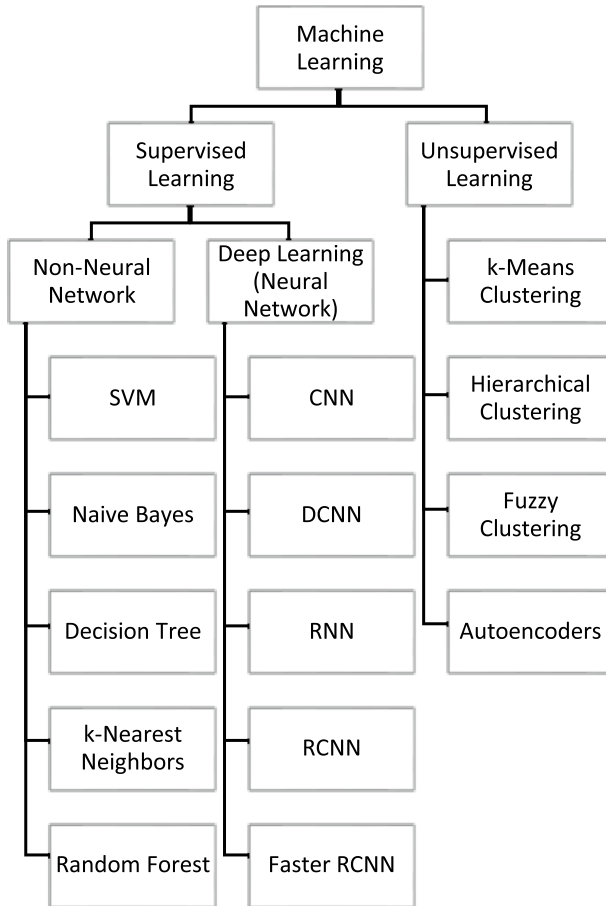 Machine
Learning
Supervised
Learning
Unsupervised
Learning
Non-Neural
Network
Deep Learning
(Neural
Network)
k-Means
Clustering
SVM
CNN
Hierarchical
Clustering
Naive Bayes
DCNN
Fuzzy
Clustering
Decision Tree
RNN
Autoencoders
k-Nearest
Neighbors
RCNN
Random Forest
Faster RCNN